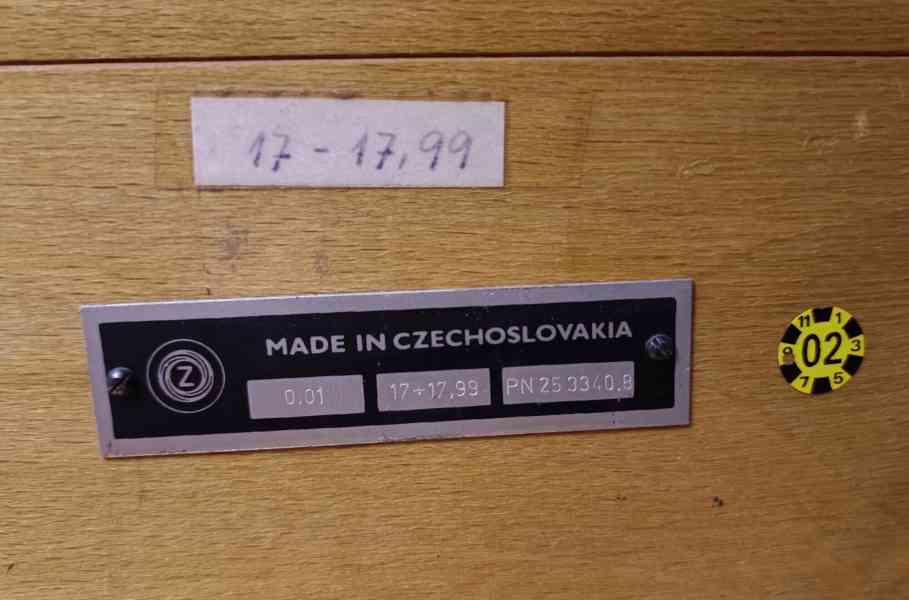 17 - 17,99
MADE IN CZECHOSLOVAKIA
Z
0.01
17÷17,99
PN 25 3340.8
11 1
9 02 3
7 5